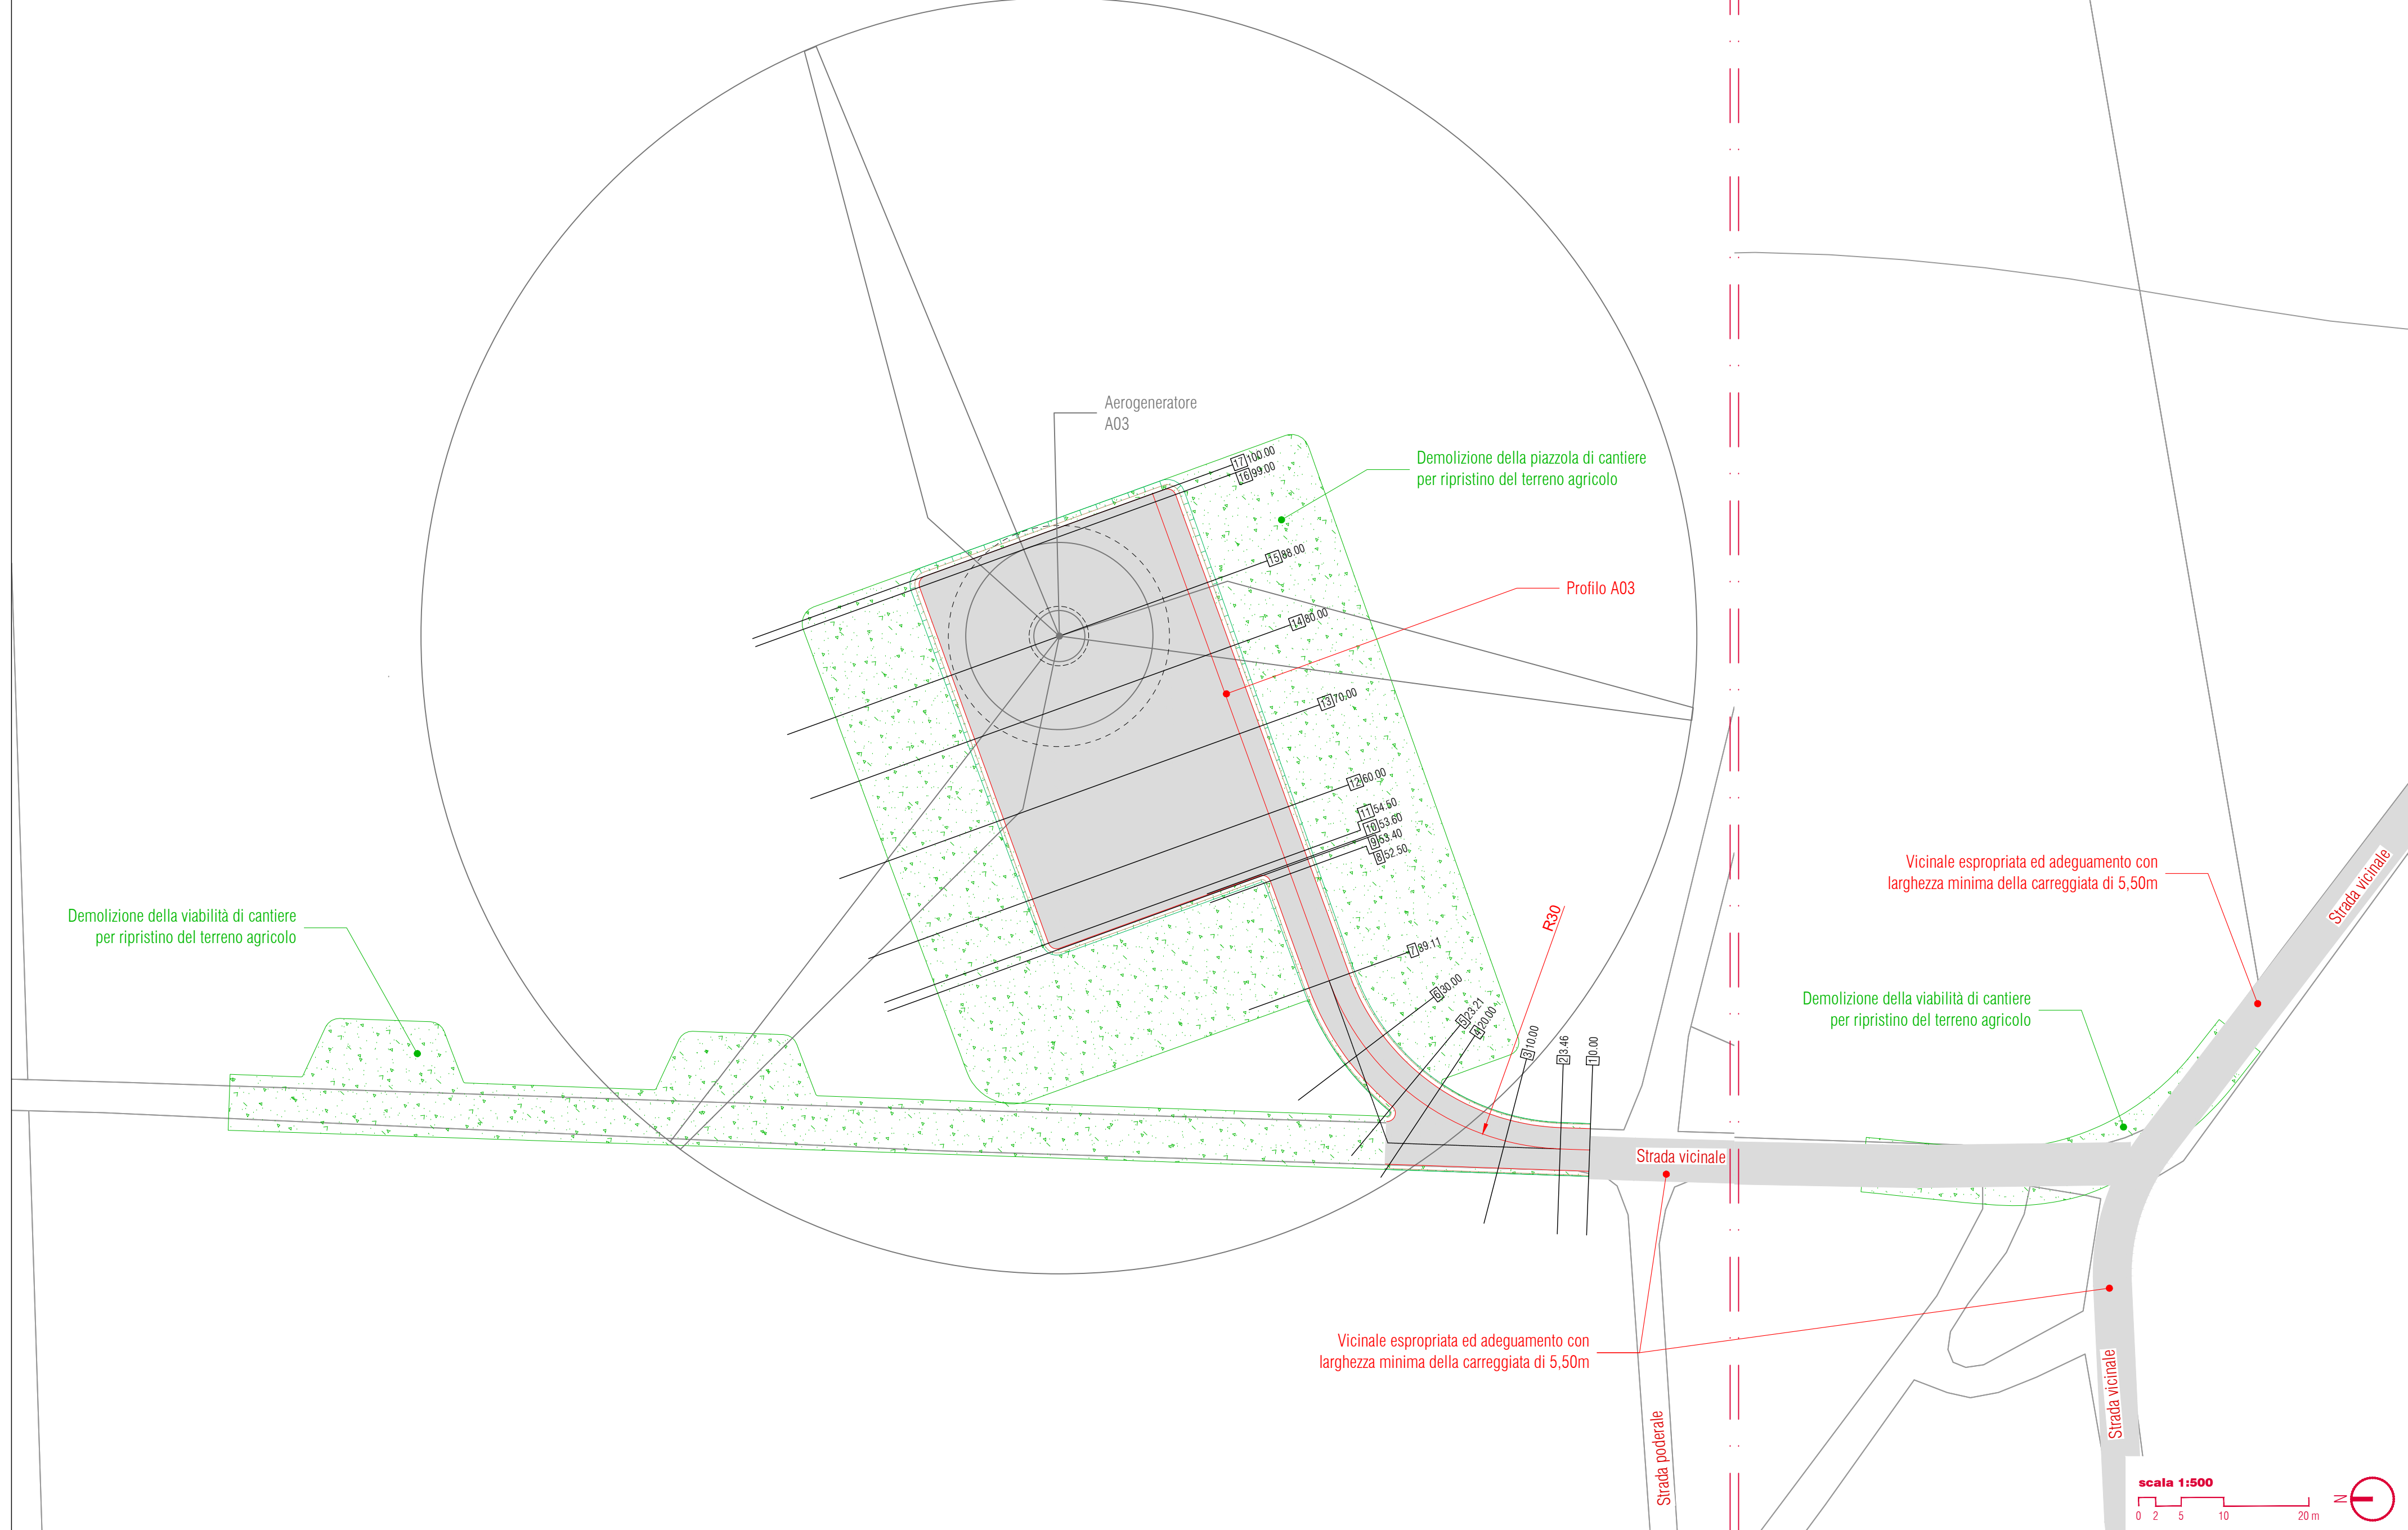 Aerogeneratore
A03
17 100.00
16 99.00
Demolizione della piazzola di cantiere
per ripristino del terreno agricolo
15 88.00
Profilo A03
14 80.00
13 70.00
12 60.00
11 54.50
10 53.60
9 53.40
8 52.50
Vicinale espropriata ed adeguamento con
larghezza minima della carreggiata di 5,50m
Strada vicinale
Demolizione della viabilità di cantiere
per ripristino del terreno agricolo
R30
7 39.11
6 30.00
5 23.21
4 20.00
3 10.00
2 3.46
1 0.00
Demolizione della viabilità di cantiere
per ripristino del terreno agricolo
Strada vicinale
Vicinale espropriata ed adeguamento con
larghezza minima della carreggiata di 5,50m
Strada vicinale
Strada poderale
scala 1:500
0 2 5 10 20 m
N